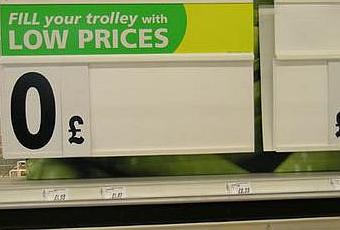 FILL your trolley with
LOW PRICES
0 £
£